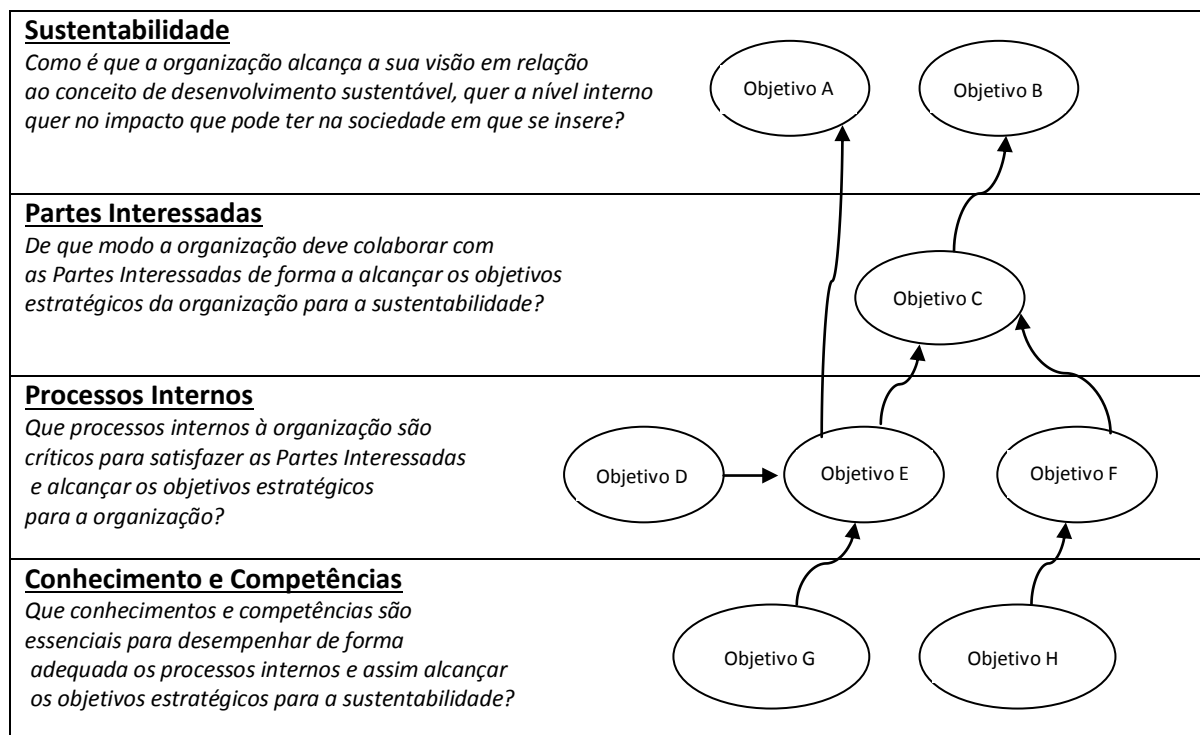 Sustentabilidade
Como é que a organização alcança a sua visão em relação
ao conceito de desenvolvimento sustentável, quer a nível interno
quer no impacto que pode ter na sociedade em que se insere?
Objetivo A
Objetivo B
Partes Interessadas
De que modo a organização deve colaborar com
as Partes Interessadas de forma a alcançar os objetivos
estratégicos da organização para a sustentabilidade?
Objetivo C
Processos Internos
Que processos internos à organização são
críticos para satisfazer as Partes Interessadas
e alcançar os objetivos estratégicos
para a organização?
Objetivo D
Objetivo E
Objetivo F
Conhecimento e Competências
Que conhecimentos e competências são
essenciais para desempenhar de forma
adequada os processos internos e assim alcançar
os objetivos estratégicos para a sustentabilidade?
Objetivo G
Objetivo H